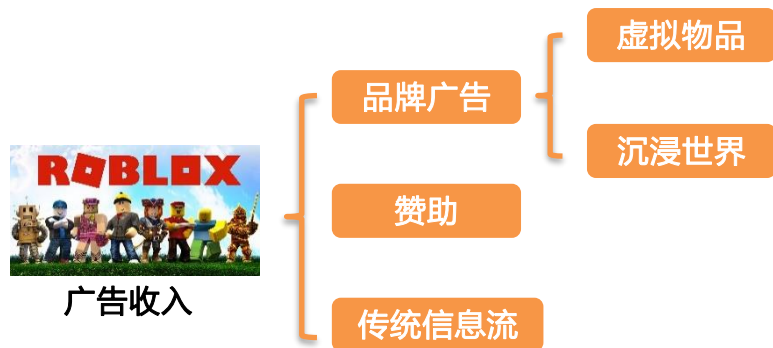 ROBLOX
广告收入
品牌广告
虚拟物品
沉浸世界
赞助
传统信息流